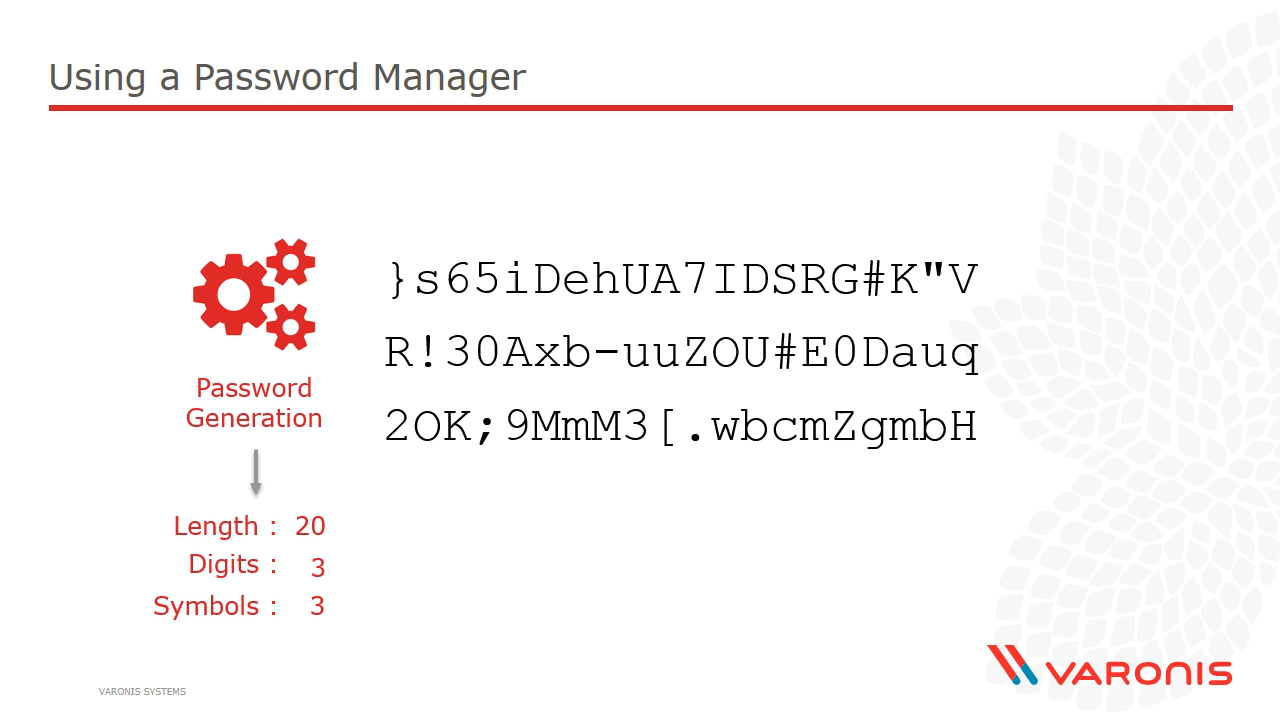 Using a Password Manager
}s65iDehUA7IDSRG#K"V
R!30Axb-uuZOU#E0Dauq
2OK;9MmM3[.wbcmZgmbH
Password
Generation
Length : 20
Digits : 3
Symbols : 3
VARONIS SYSTEMS
VARONIS